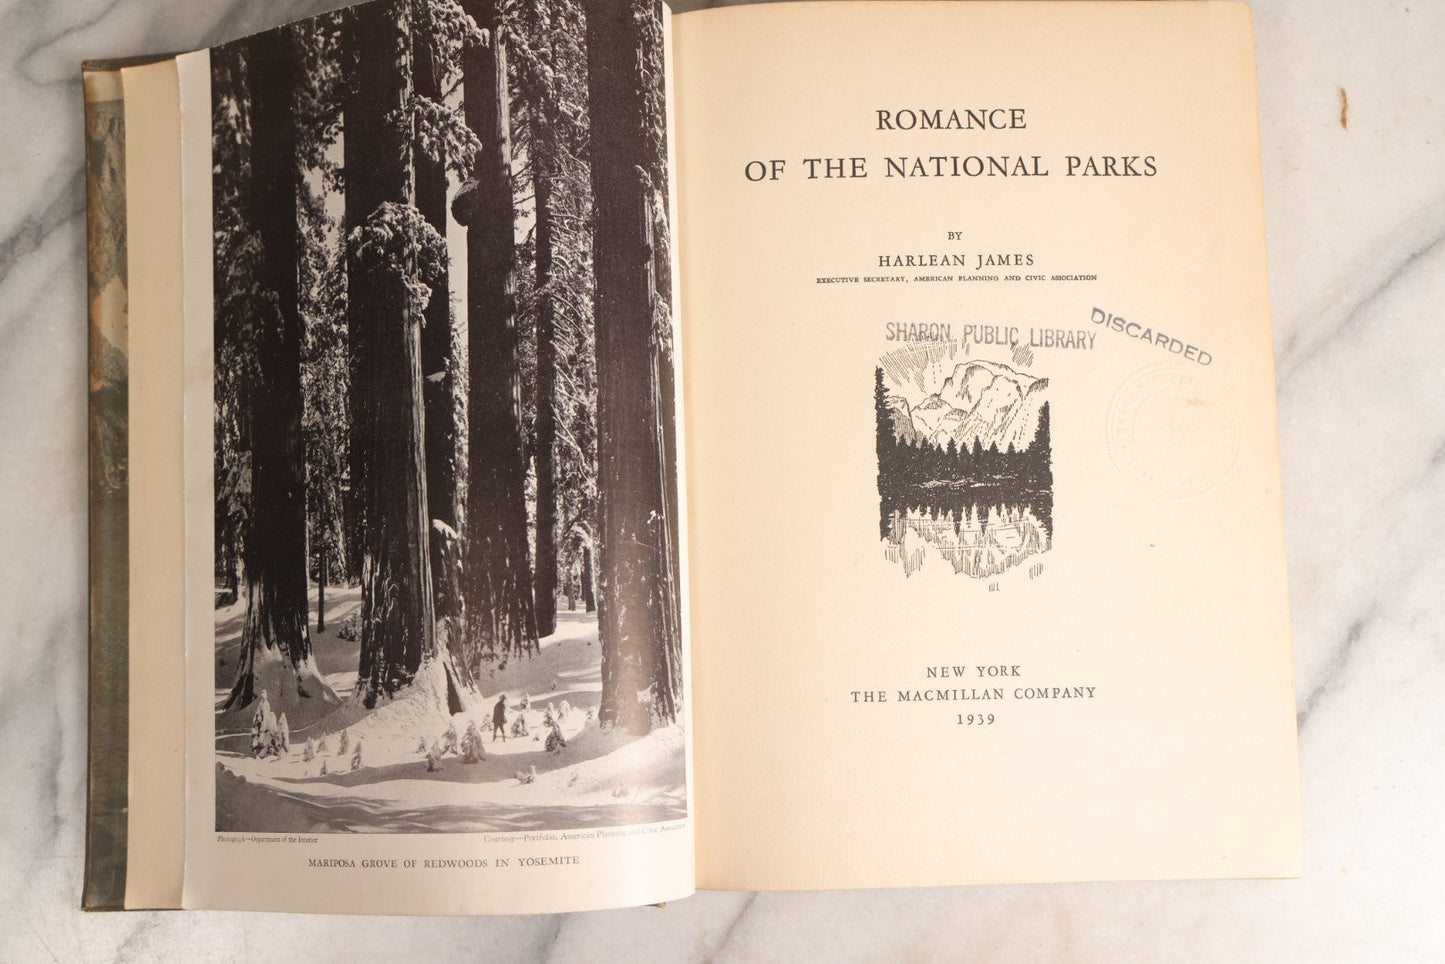 Photograph—Department of the Interior
Courtesy—Portfolio, American Planning and Civic Association
MARIPOSA GROVE OF REDWOODS IN YOSEMITE
ROMANCE
OF THE NATIONAL PARKS
BY
HARLEAN JAMES
EXECUTIVE SECRETARY, AMERICAN PLANNING AND CIVIC ASSOCIATION
SHARON PUBLIC LIBRARY
DISCARDED
NEW YORK
THE MACMILLAN COMPANY
1939